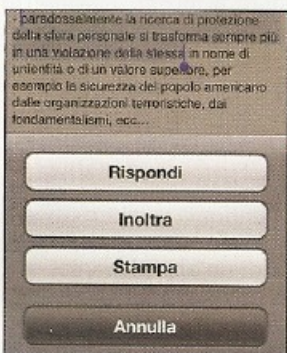 paradossalmente la ricerca di protezione
della sfera personale si trasforma sempre più
in una violazione della stessa in nome di
un'entità o di un valore superiore, per
esempio la sicurezza del popolo americano
dalle organizzazioni terroristiche, dai
fondamentalismi, ecc...
Rispondi
Inoltra
Stampa
Annulla